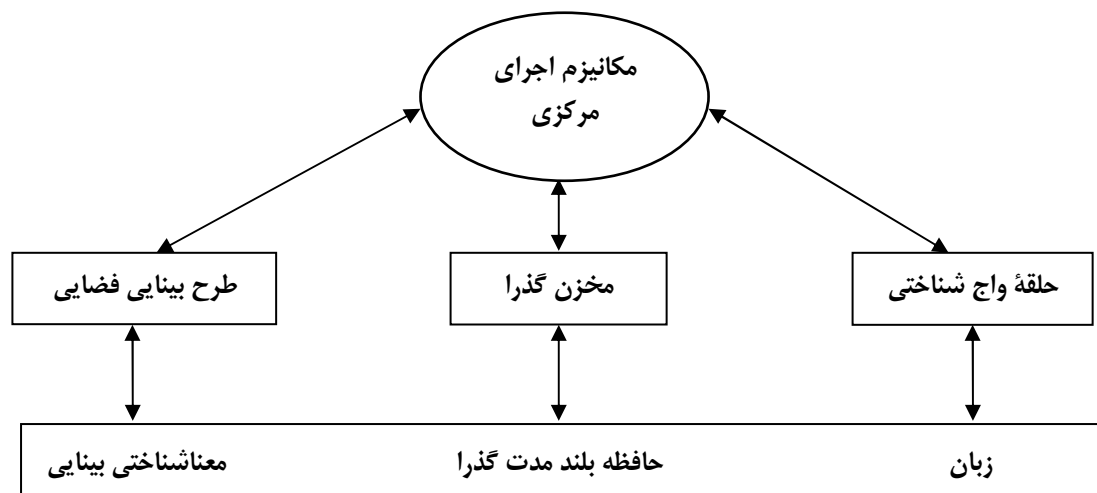 مکانیزم اجرای
مرکزی
حلقهٔ واج شناختی
مخزن گذرا
طرح بینایی فضایی
زبان
حافظه بلند مدت گذرا
معناشناختی بینایی